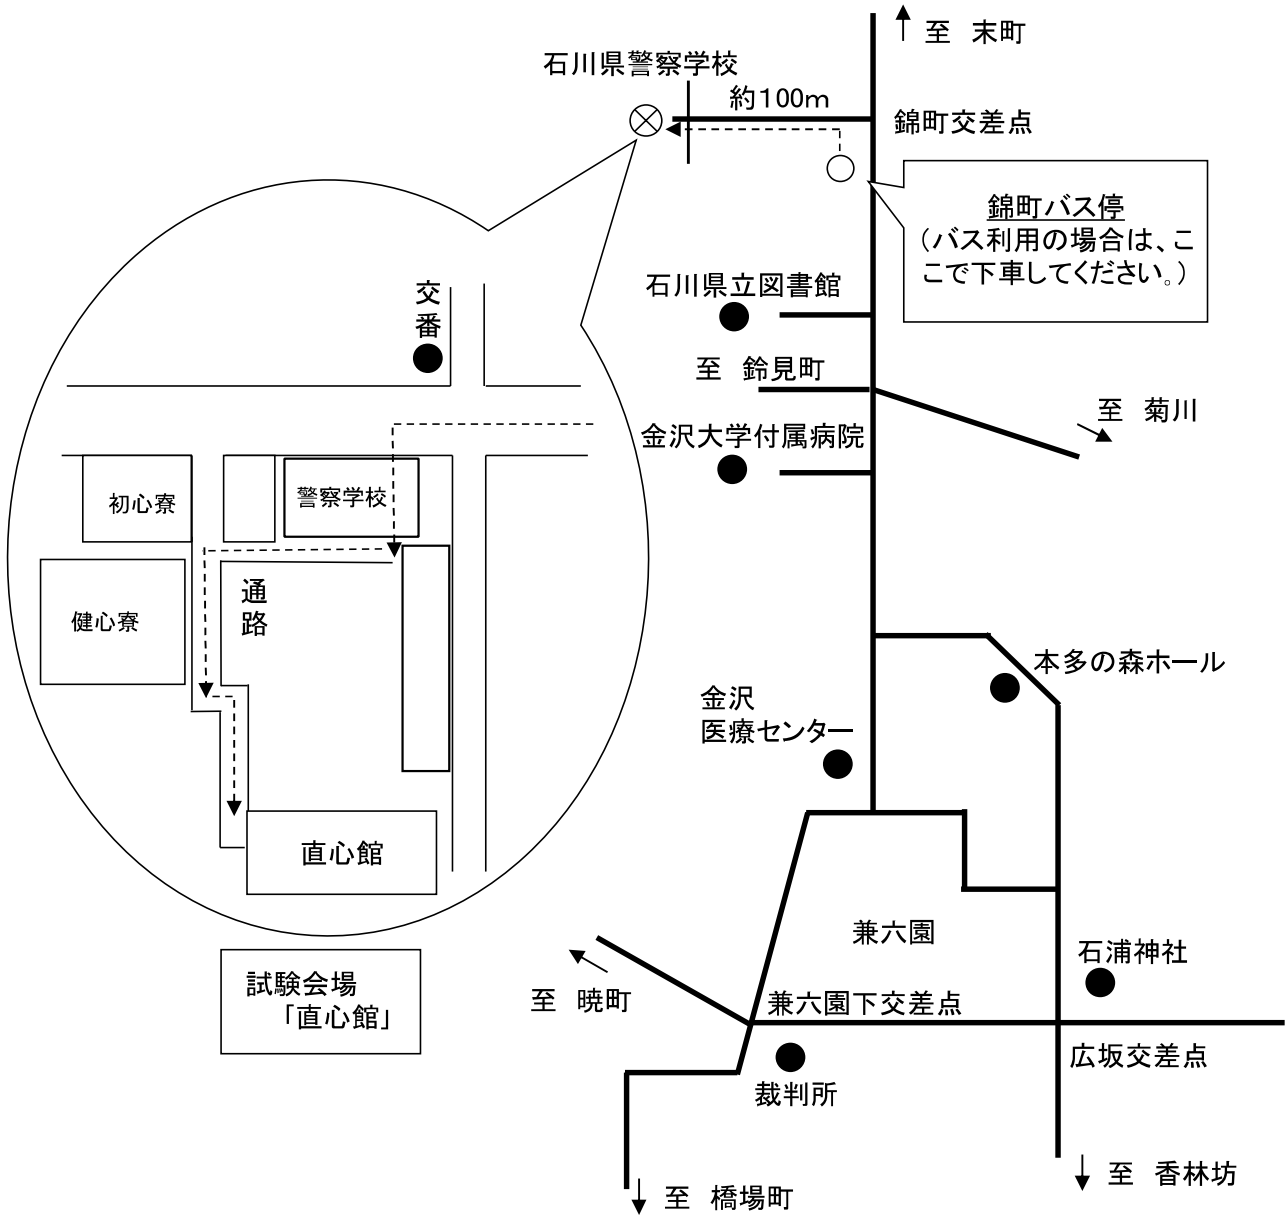 至 末町
石川県警察学校
約100m
錦町交差点
錦町バス停
(バス利用の場合は、こ
こで下車してください。)
石川県立図書館
交番
至 鈴見町
至 菊川
金沢大学付属病院
初心寮
警察学校
通路
健心寮
本多の森ホール
金沢
医療センター
直心館
兼六園
石浦神社
試験会場
「直心館」
至 暁町
兼六園下交差点
広坂交差点
裁判所
至 香林坊
至 橋場町